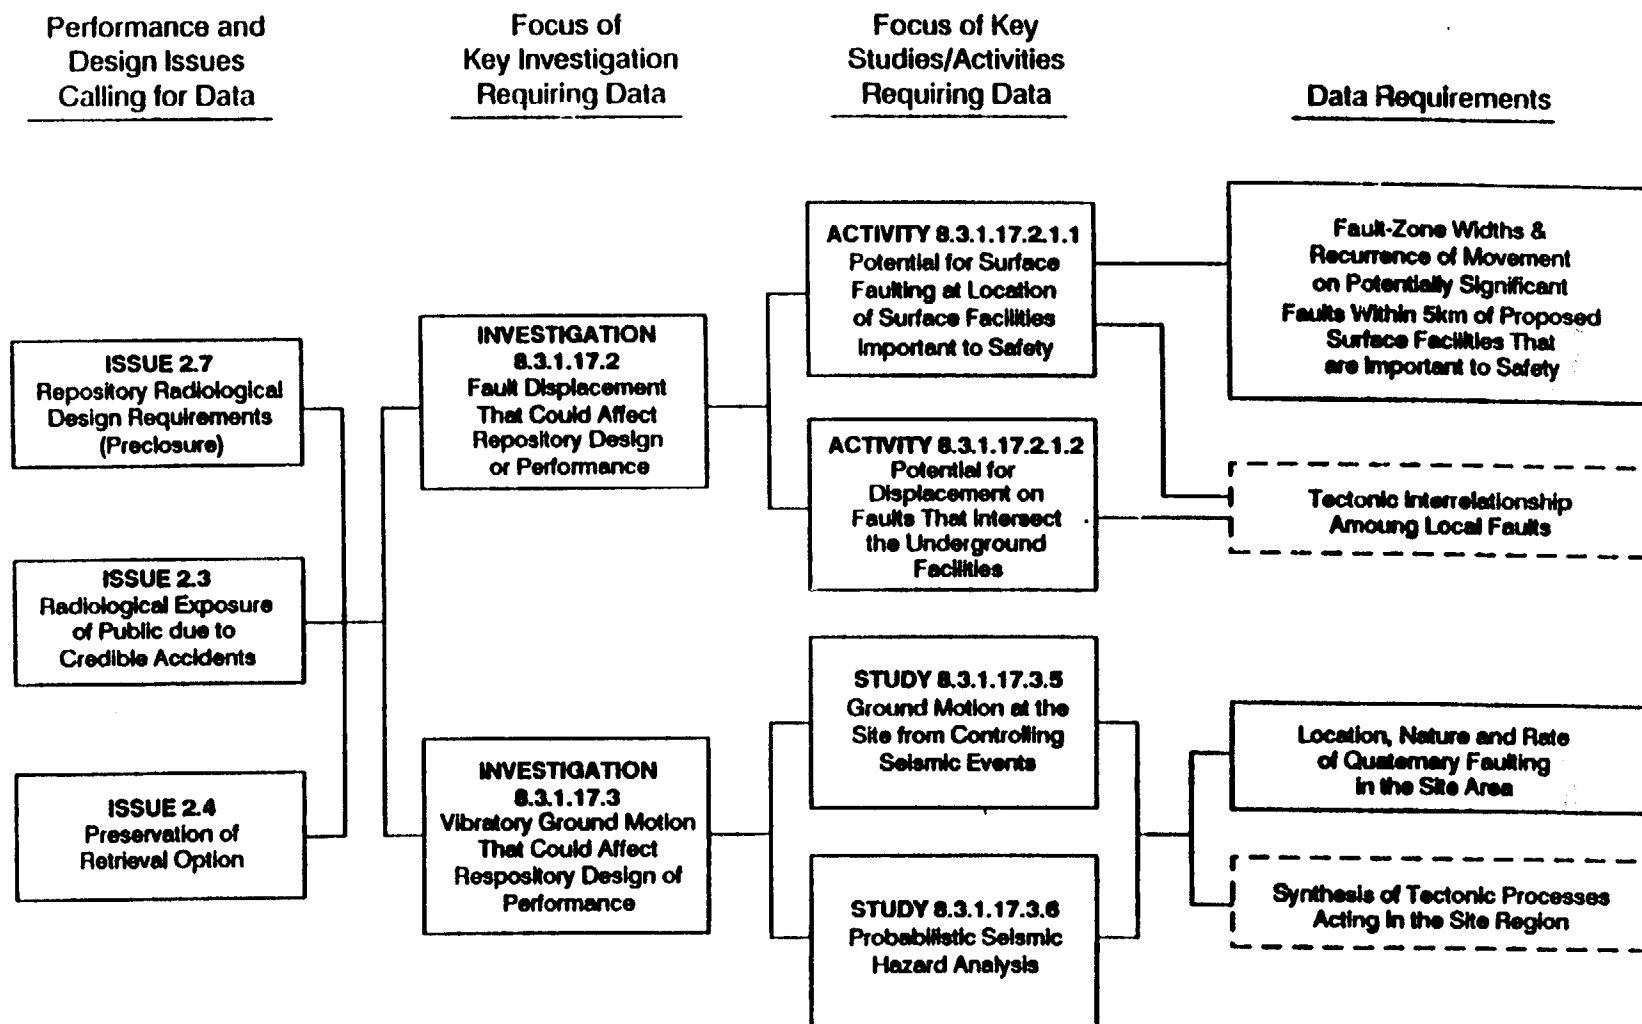 Performance and
Design Issues
Calling for Data
Focus of
Key Investigation
Requiring Data
Focus of Key
Studies/Activities
Requiring Data
Data Requirements
ISSUE 2.7
Repository Radiological
Design Requirements
(Preclosure)
ISSUE 2.3
Radiological Exposure
of Public due to
Credible Accidents
ISSUE 2.4
Preservation of
Retrieval Option
INVESTIGATION
8.3.1.17.2
Fault Displacement
That Could Affect
Repository Design
or Performance
INVESTIGATION
8.3.1.17.3
Vibratory Ground Motion
That Could Affect
Respository Design of
Performance
ACTIVITY 8.3.1.17.2.1.1
Potential for Surface
Faulting at Location
of Surface Facilities
Important to Safety
ACTIVITY 8.3.1.17.2.1.2
Potential for
Displacement on
Faults That Intersect
the Underground
Facilities
STUDY 8.3.1.17.3.5
Ground Motion at the
Site from Controlling
Seismic Events
STUDY 8.3.1.17.3.6
Probabilistic Seismic
Hazard Analysis
Fault-Zone Widths &
Recurrence of Movement
on Potentially Significant
Faults Within 5km of Proposed
Surface Facilities That
are Important to Safety
Tectonic Interrelationship
Amoung Local Faults
Location, Nature and Rate
of Quaternary Faulting
in the Site Area
Synthesis of Tectonic Processes
Acting in the Site Region